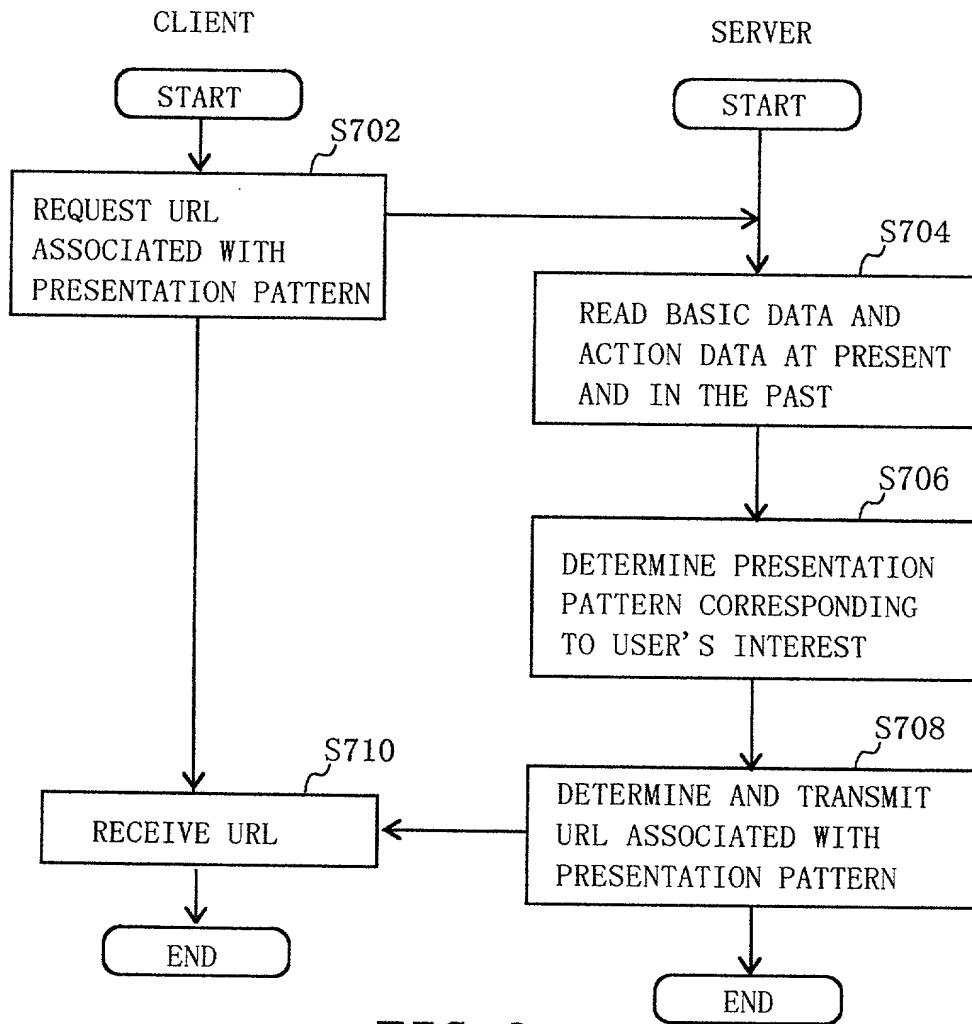 CLIENT
SERVER
START
START
S702
REQUEST URL
ASSOCIATED WITH
PRESENTATION PATTERN
S704
READ BASIC DATA AND
ACTION DATA AT PRESENT
AND IN THE PAST
S706
DETERMINE PRESENTATION
PATTERN CORRESPONDING
TO USER'S INTEREST
S708
DETERMINE AND TRANSMIT
URL ASSOCIATED WITH
PRESENTATION PATTERN
S710
RECEIVE URL
END
END